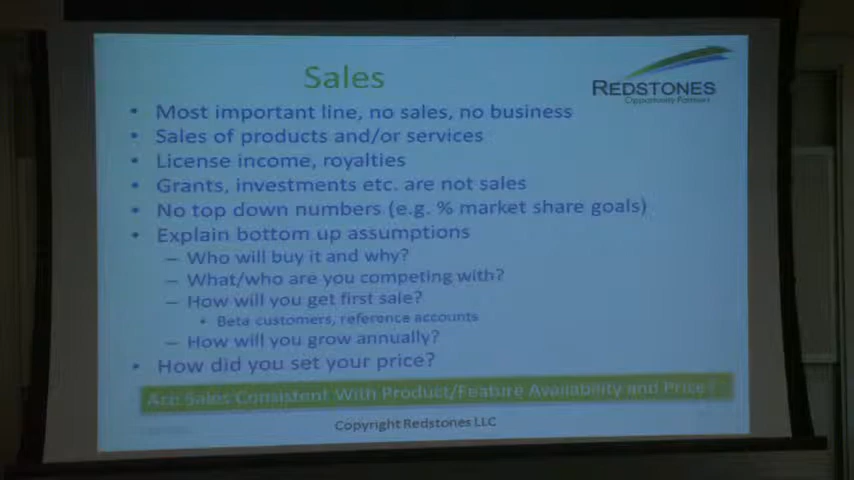 Sales
REDSTONES
Opportunity Partners
• Most important line, no sales, no business
• Sales of products and/or services
• License income, royalties
• Grants, investments etc. are not sales
• No top down numbers (e.g. % market share goals)
• Explain bottom up assumptions
– Who will buy it and why?
– What/who are you competing with?
– How will you get first sale?
• Beta customers, reference accounts
– How will you grow annually?
• How did you set your price?
Are Sales Consistent With Product/Feature Availability and Price?
Copyright Redstones LLC